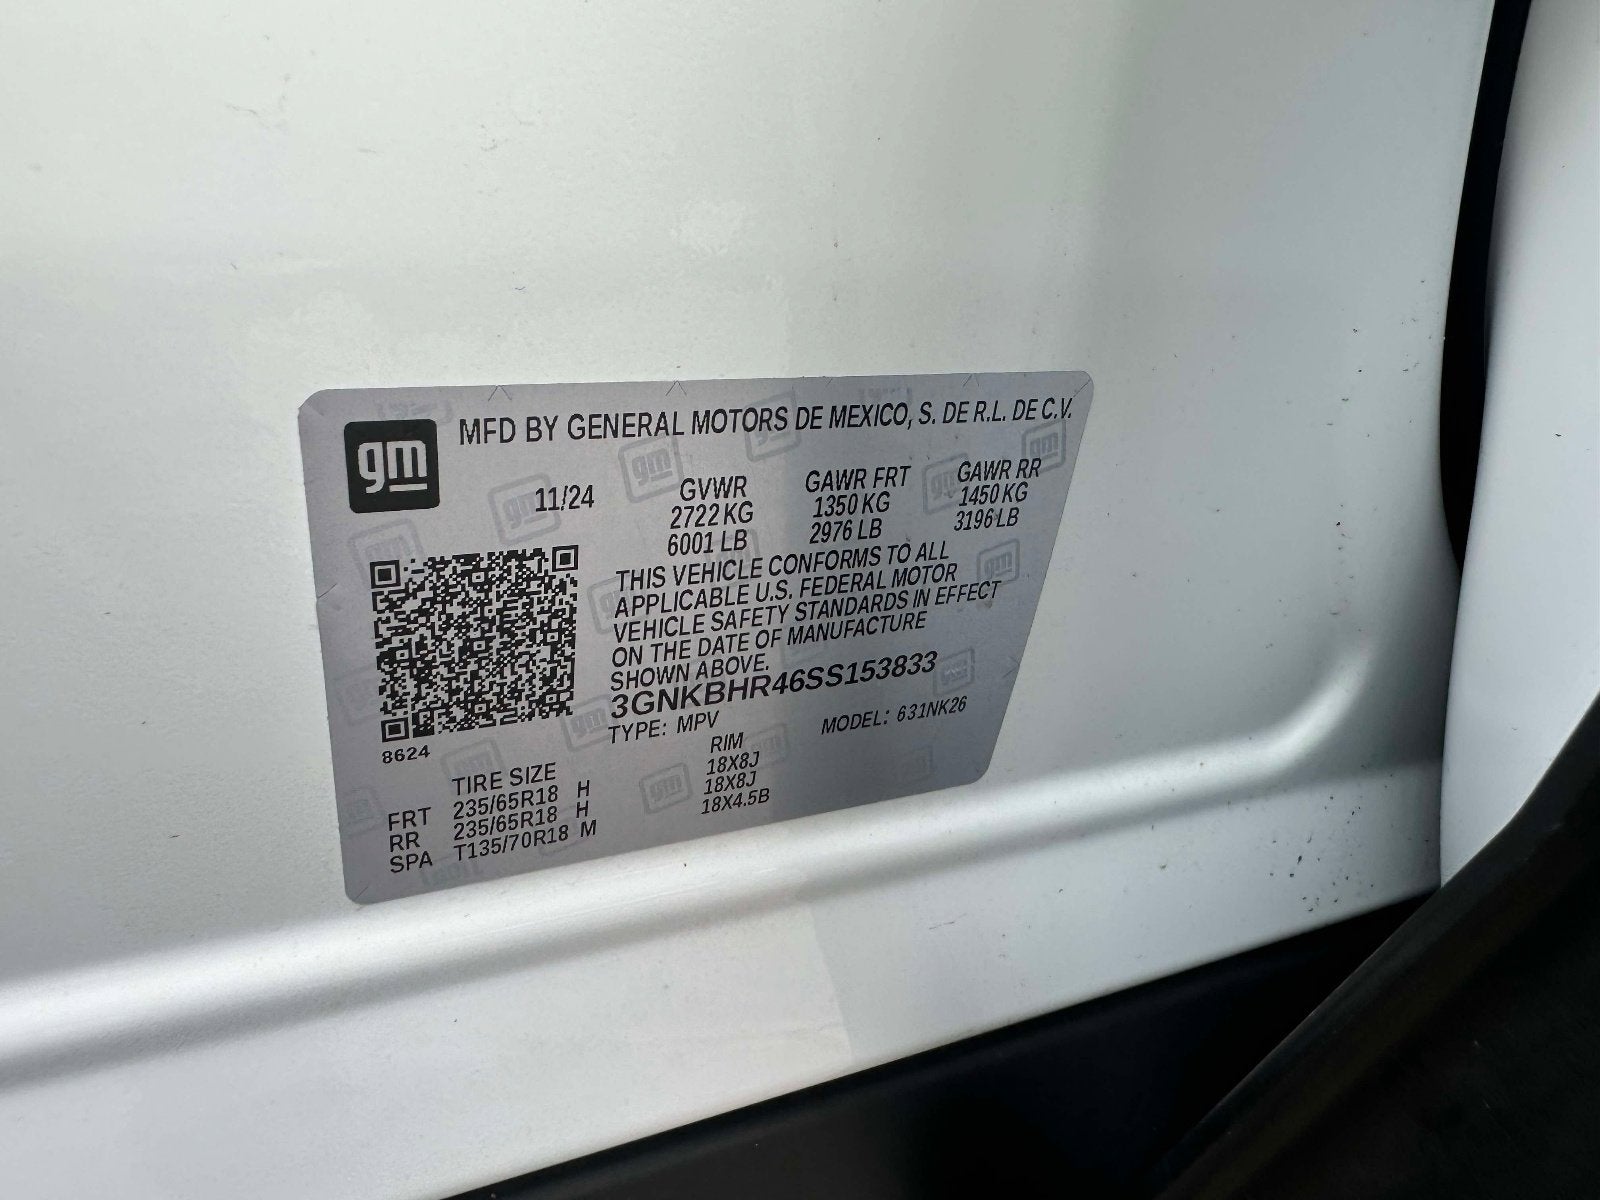 gm
MFD BY GENERAL MOTORS DE MEXICO, S. DE R.L. DE C.V.
11/24 GVWR GAWR FRT GAWR RR
2722 KG 1350 KG 1450 KG
6001 LB 2976 LB 3196 LB
THIS VEHICLE CONFORMS TO ALL
APPLICABLE U.S. FEDERAL MOTOR
VEHICLE SAFETY STANDARDS IN EFFECT
ON THE DATE OF MANUFACTURE
SHOWN ABOVE.
3GNKBHR46SS153833
TYPE: MPV MODEL: 631NK26
8624
TIRE SIZE RIM
FRT 235/65R18 H 18X8J
RR 235/65R18 H 18X8J
SPA T135/70R18 M 18X4.5B